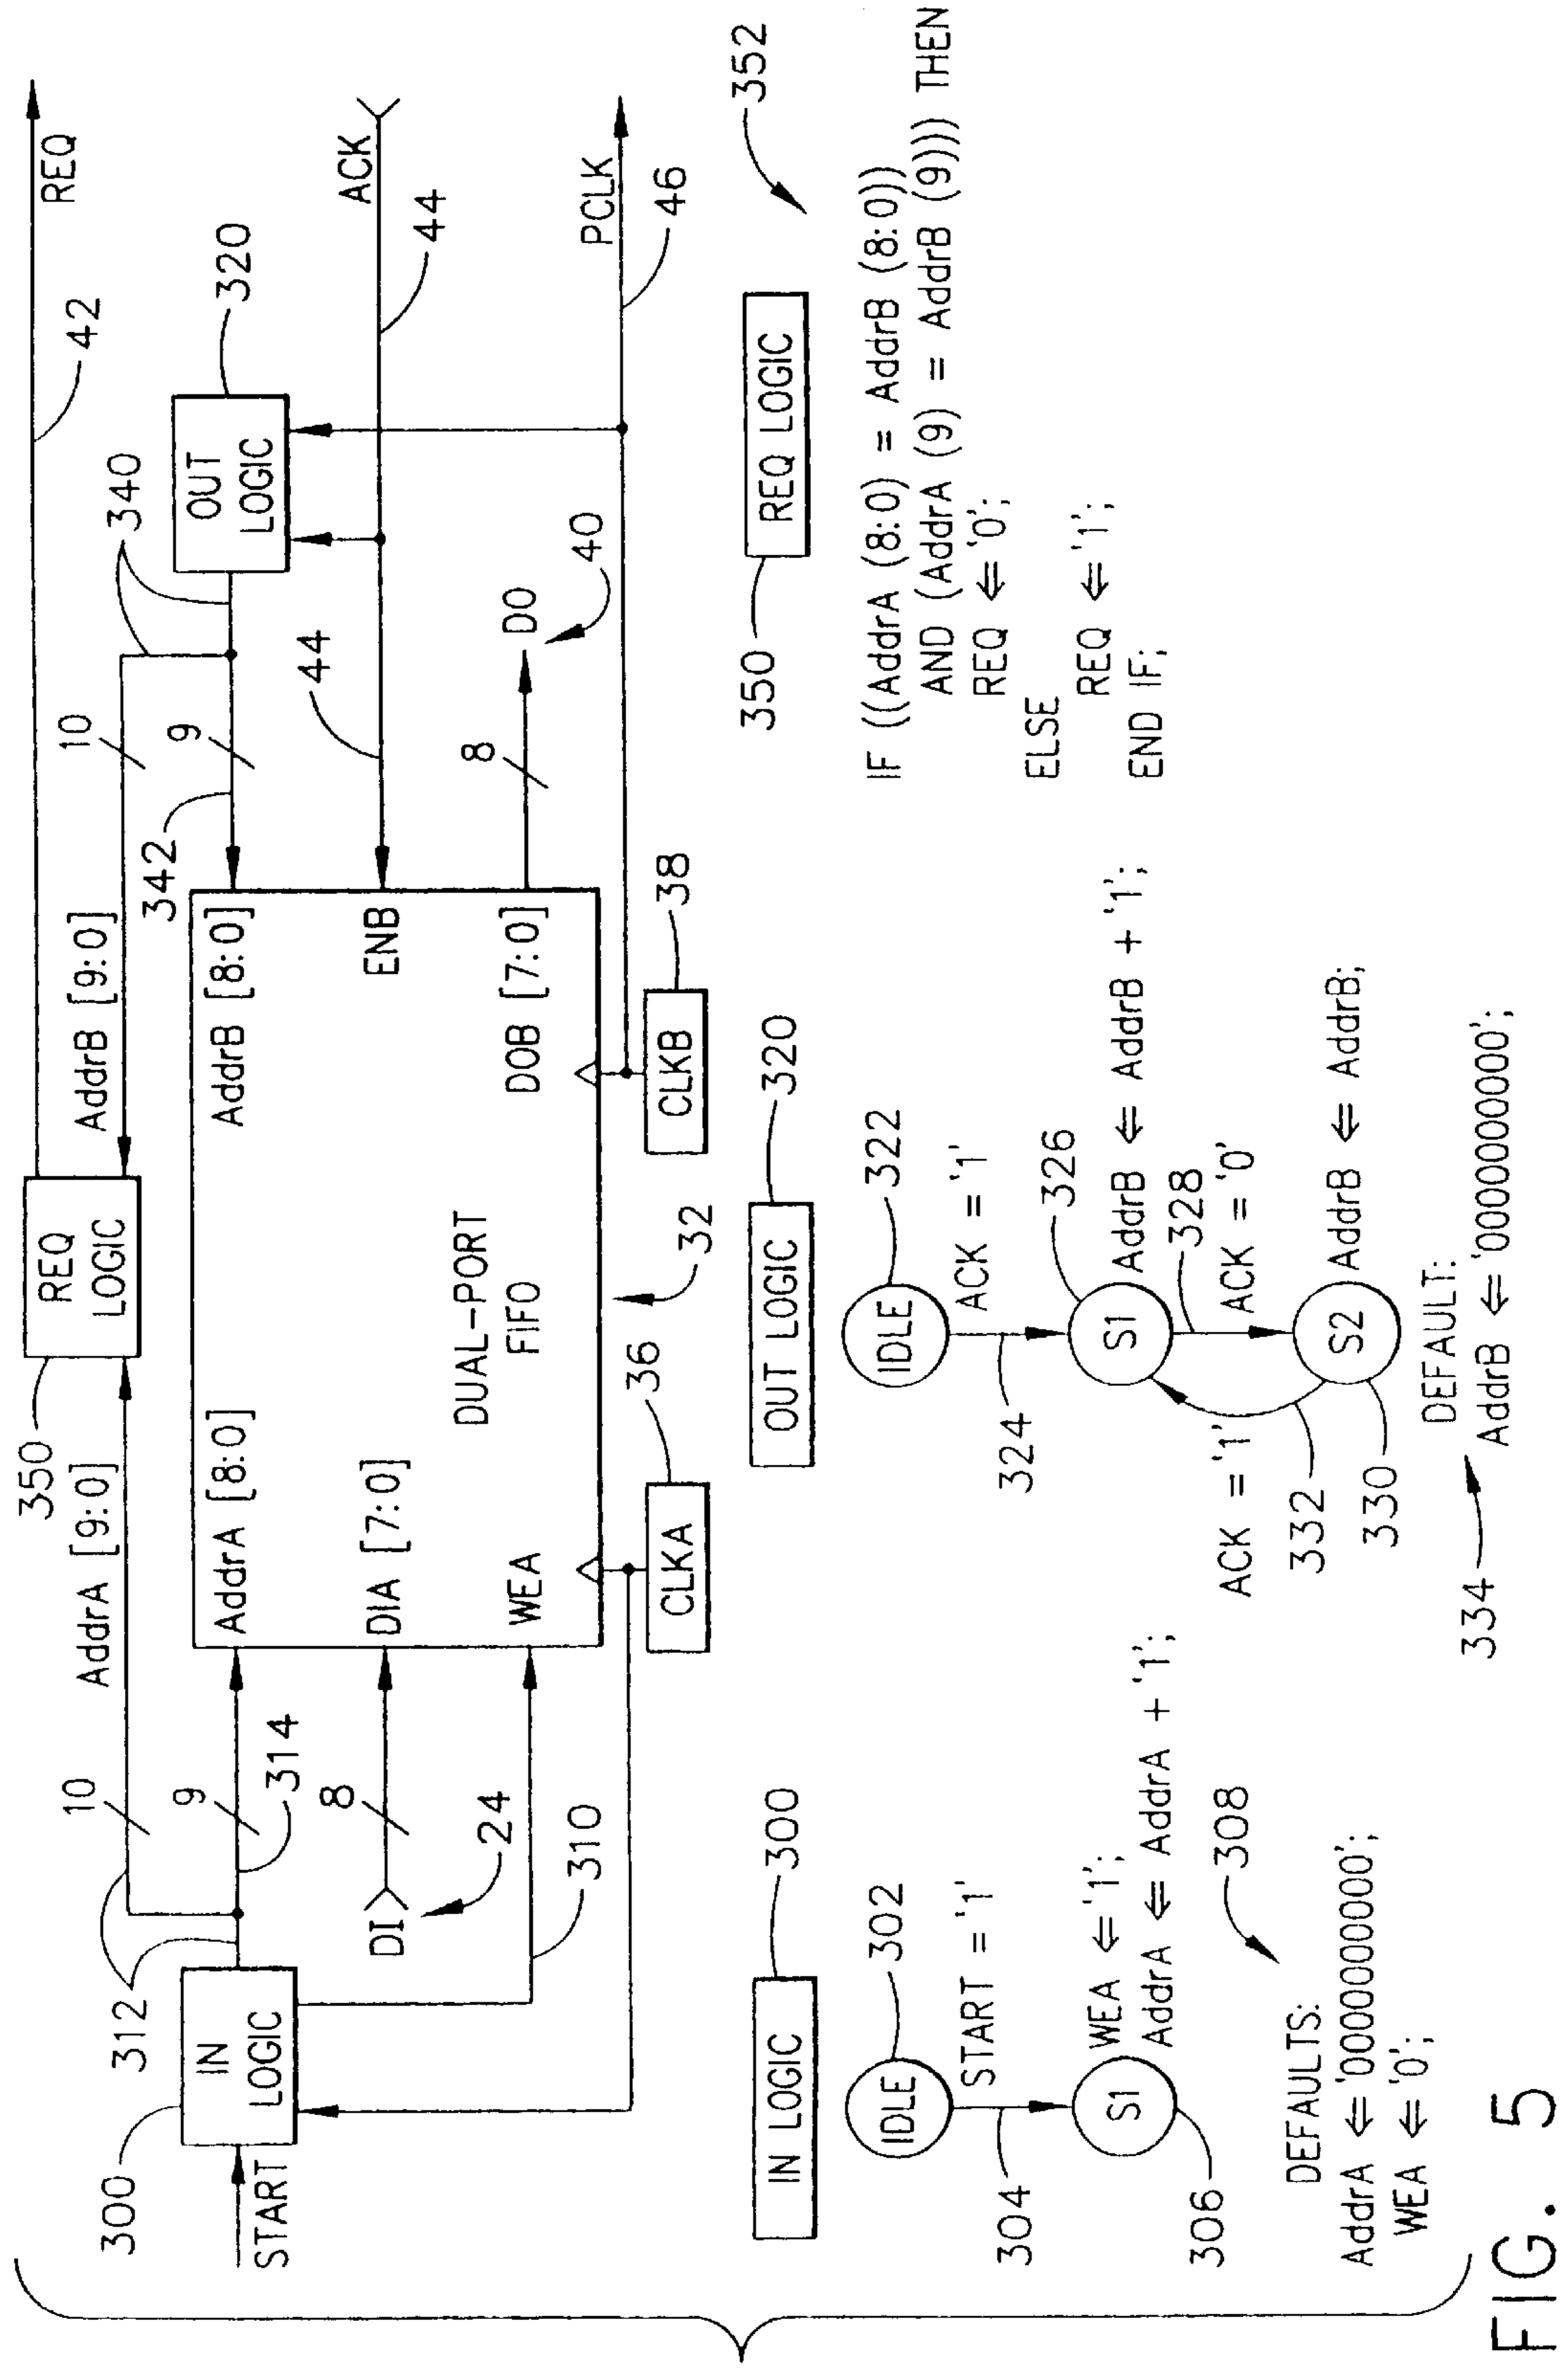 REQ
42
350
REQ
LOGIC
AddrA [9:0]
AddrB [9:0]
10
10
340
312
300
START
IN
LOGIC
9
314
AddrA [8:0]
AddrB [8:0]
342
9
OUT
LOGIC
320
DI
24
8
DIA [7:0]
ENB
44
ACK
44
310
WEA
DUAL-PORT
FIFO
DOB [7:0]
8
DO
40
PCLK
46
CLKA
36
32
CLKB
38
IN LOGIC
300
IDLE
302
START = '1'
304
S1
306
WEA ⇐ '1';
AddrA ⇐ AddrA + '1';
308
DEFAULTS:
AddrA ⇐ '0000000000';
WEA ⇐ '0';
OUT LOGIC
320
IDLE
322
ACK = '1'
324
326
S1
AddrB ⇐ AddrB + '1';
328
ACK = '0'
ACK = '1'
332
S2
AddrB ⇐ AddrB;
330
334
DEFAULT:
AddrB ⇐ '0000000000';
350
REQ LOGIC
352
IF ((AddrA (8:0) = AddrB (8:0))
AND (AddrA (9) = AddrB (9))) THEN
REQ ⇐ '0';
ELSE
REQ ⇐ '1';
END IF;
FIG. 5